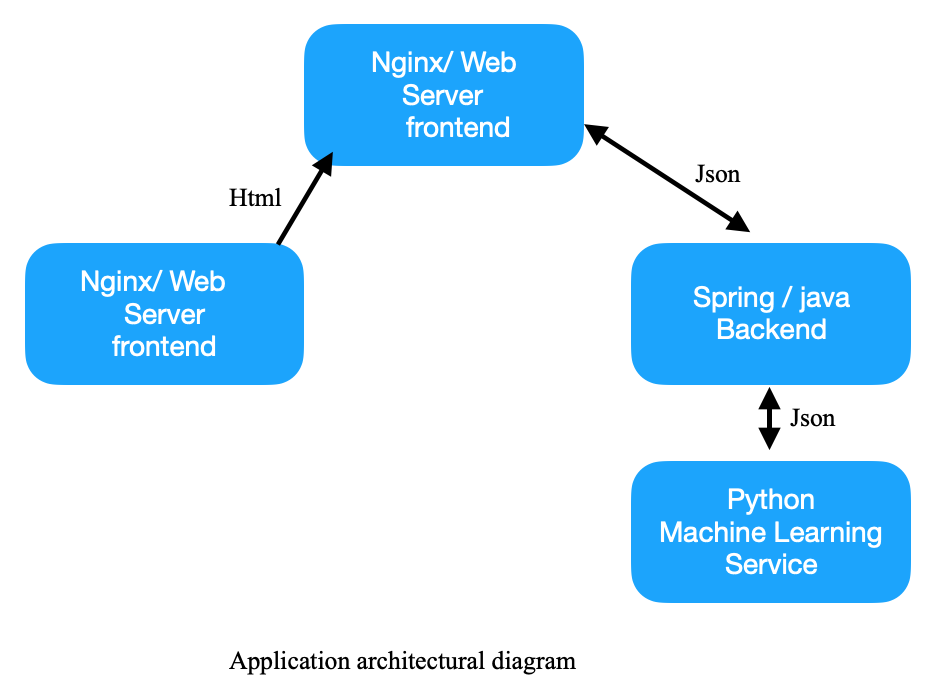 Nginx/ Web
Server
frontend
Json
Html
Nginx/ Web
Server
frontend
Spring / java
Backend
Json
Python
Machine Learning
Service
Application architectural diagram